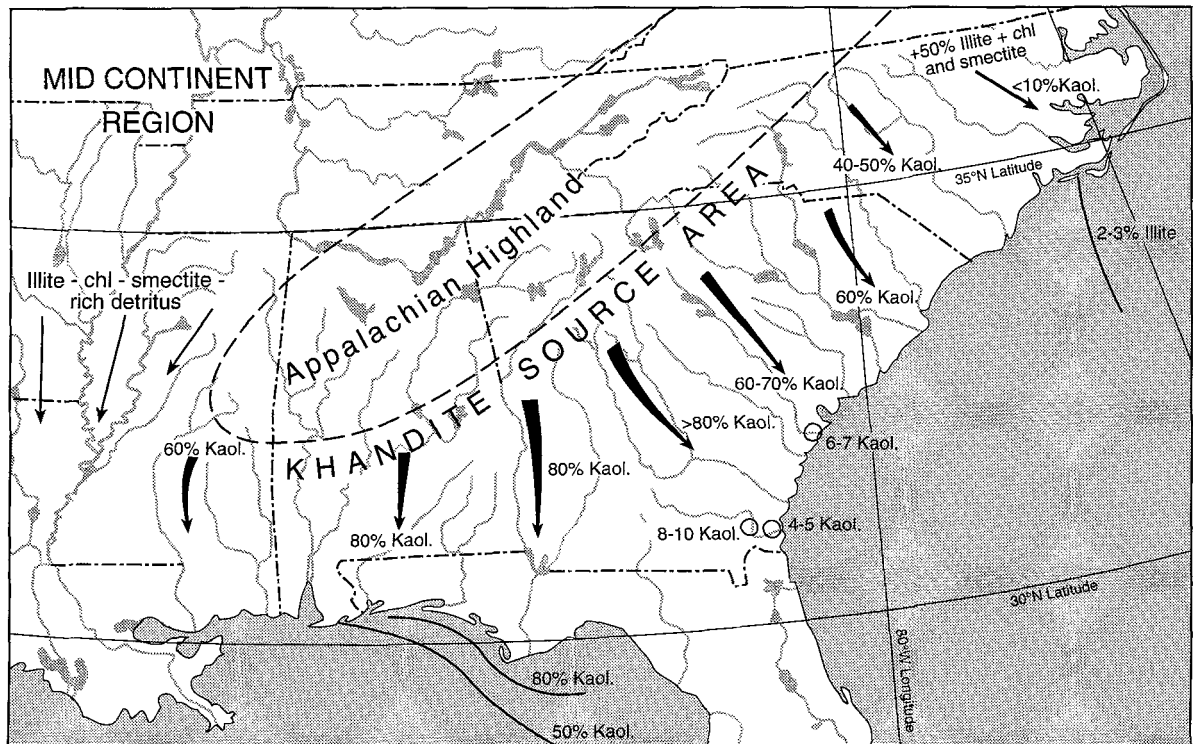 MID CONTINENT
REGION
+50% Illite + chl
and smectite
<10%Kaol.
40-50% Kaol.
35°N Latitude
2-3% Illite
Appalachian Highland
KHANDITE SOURCE AREA
Illite - chl - smectite -
rich detritus
60% Kaol.
60-70% Kaol.
>80% Kaol.
6-7 Kaol.
60% Kaol.
80% Kaol.
80% Kaol.
8-10 Kaol.
4-5 Kaol.
30°N Latitude
80°W Longitude
80% Kaol.
50% Kaol.